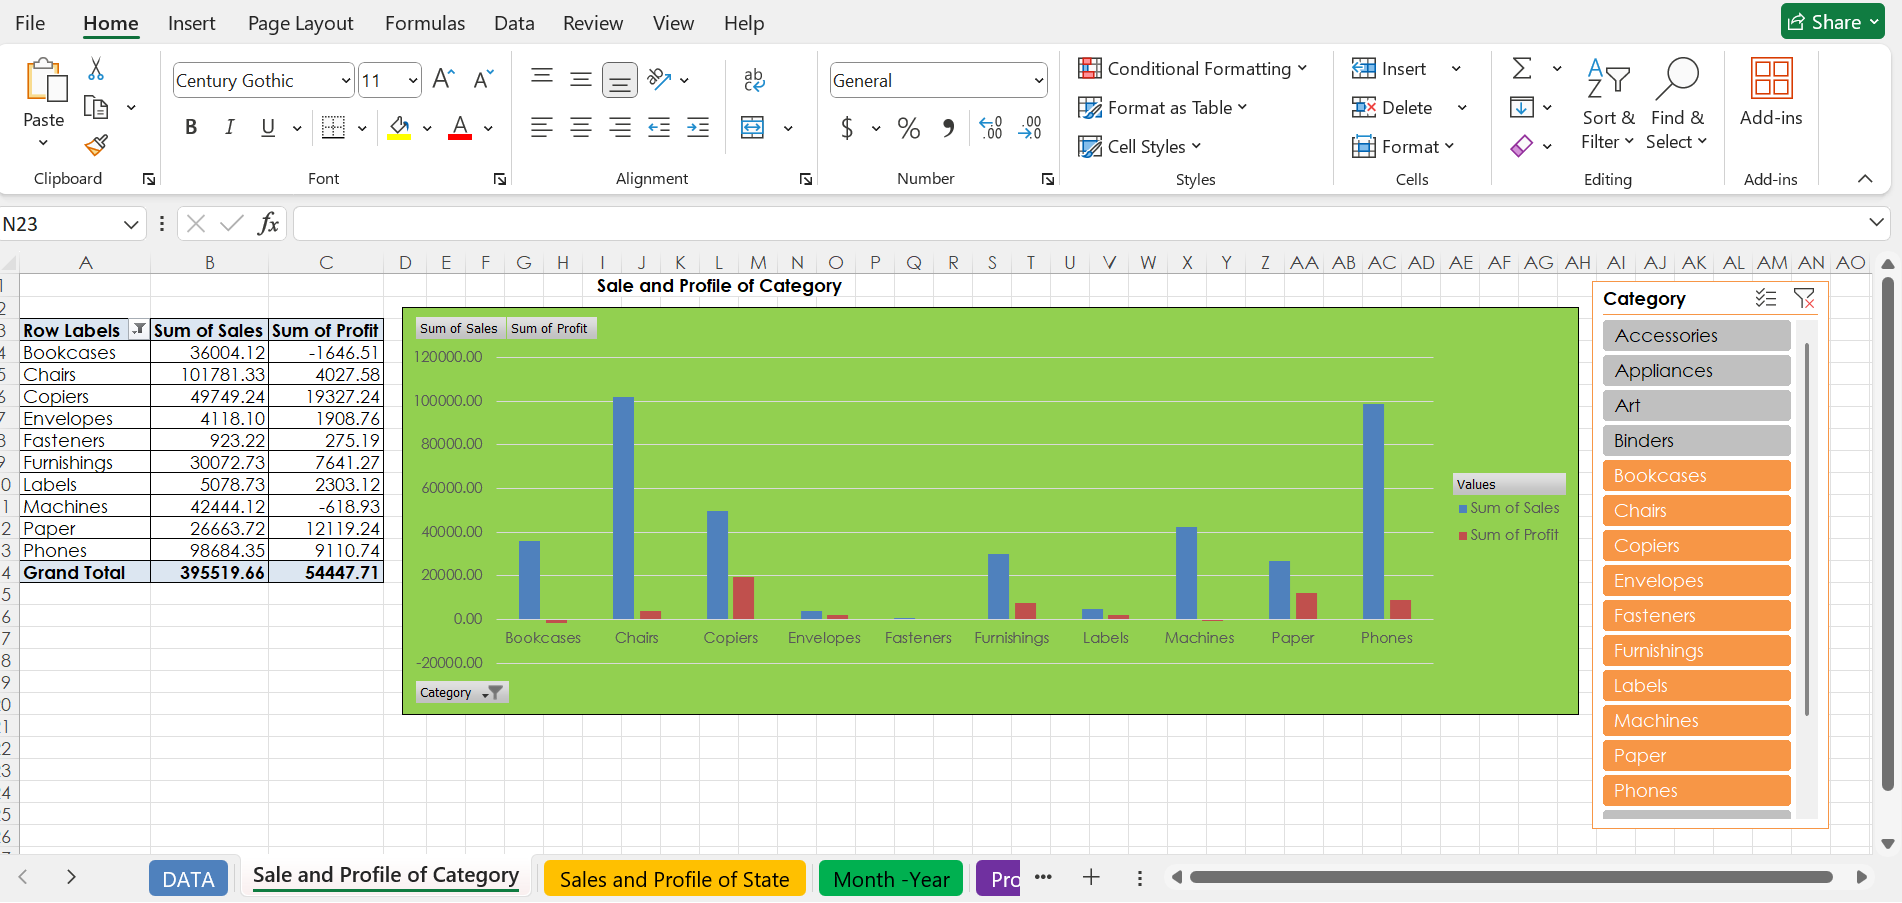 File Home Insert Page Layout Formulas Data Review View Help Share
Century Gothic 11 ab General Conditional Formatting Insert
Format as Table Delete
Paste B I U A $ % Cell Styles Format Sort & Filter Find & Select Add-ins
Clipboard Font Alignment Number Styles Cells Editing Add-ins
N23 fx
A B C D E F G H I J K L M N O P Q R S T U V W X Y Z AA AB AC AD AE AF AG AH AI AJ AK AL AM AN AO
Sale and Profile of Category
Row Labels Sum of Sales Sum of Profit
Bookcases 36004.12 -1646.51
Chairs 101781.33 4027.58
Copiers 49749.24 19327.24
Envelopes 4118.10 1908.76
Fasteners 923.22 275.19
Furnishings 30072.73 7641.27
Labels 5078.73 2303.12
Machines 42444.12 -618.93
Paper 26663.72 12119.24
Phones 98684.35 9110.74
Grand Total 395519.66 54447.71
Sum of Sales Sum of Profit
120000.00
100000.00
80000.00
60000.00
40000.00
20000.00
0.00
-20000.00
Bookcases Chairs Copiers Envelopes Fasteners Furnishings Labels Machines Paper Phones
Values
Sum of Sales
Sum of Profit
Category
Category
Accessories
Appliances
Art
Binders
Bookcases
Chairs
Copiers
Envelopes
Fasteners
Furnishings
Labels
Machines
Paper
Phones
DATA Sale and Profile of Category Sales and Profile of State Month -Year Pro